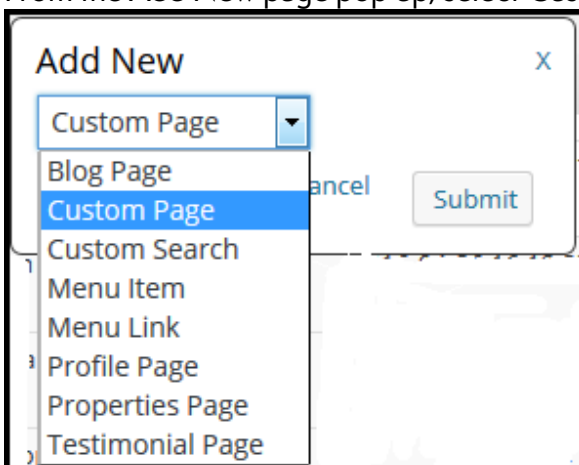 Add New x
Custom Page
Blog Page
Custom Page
Custom Search
Menu Item
Menu Link
Profile Page
Properties Page
Testimonial Page
Submit